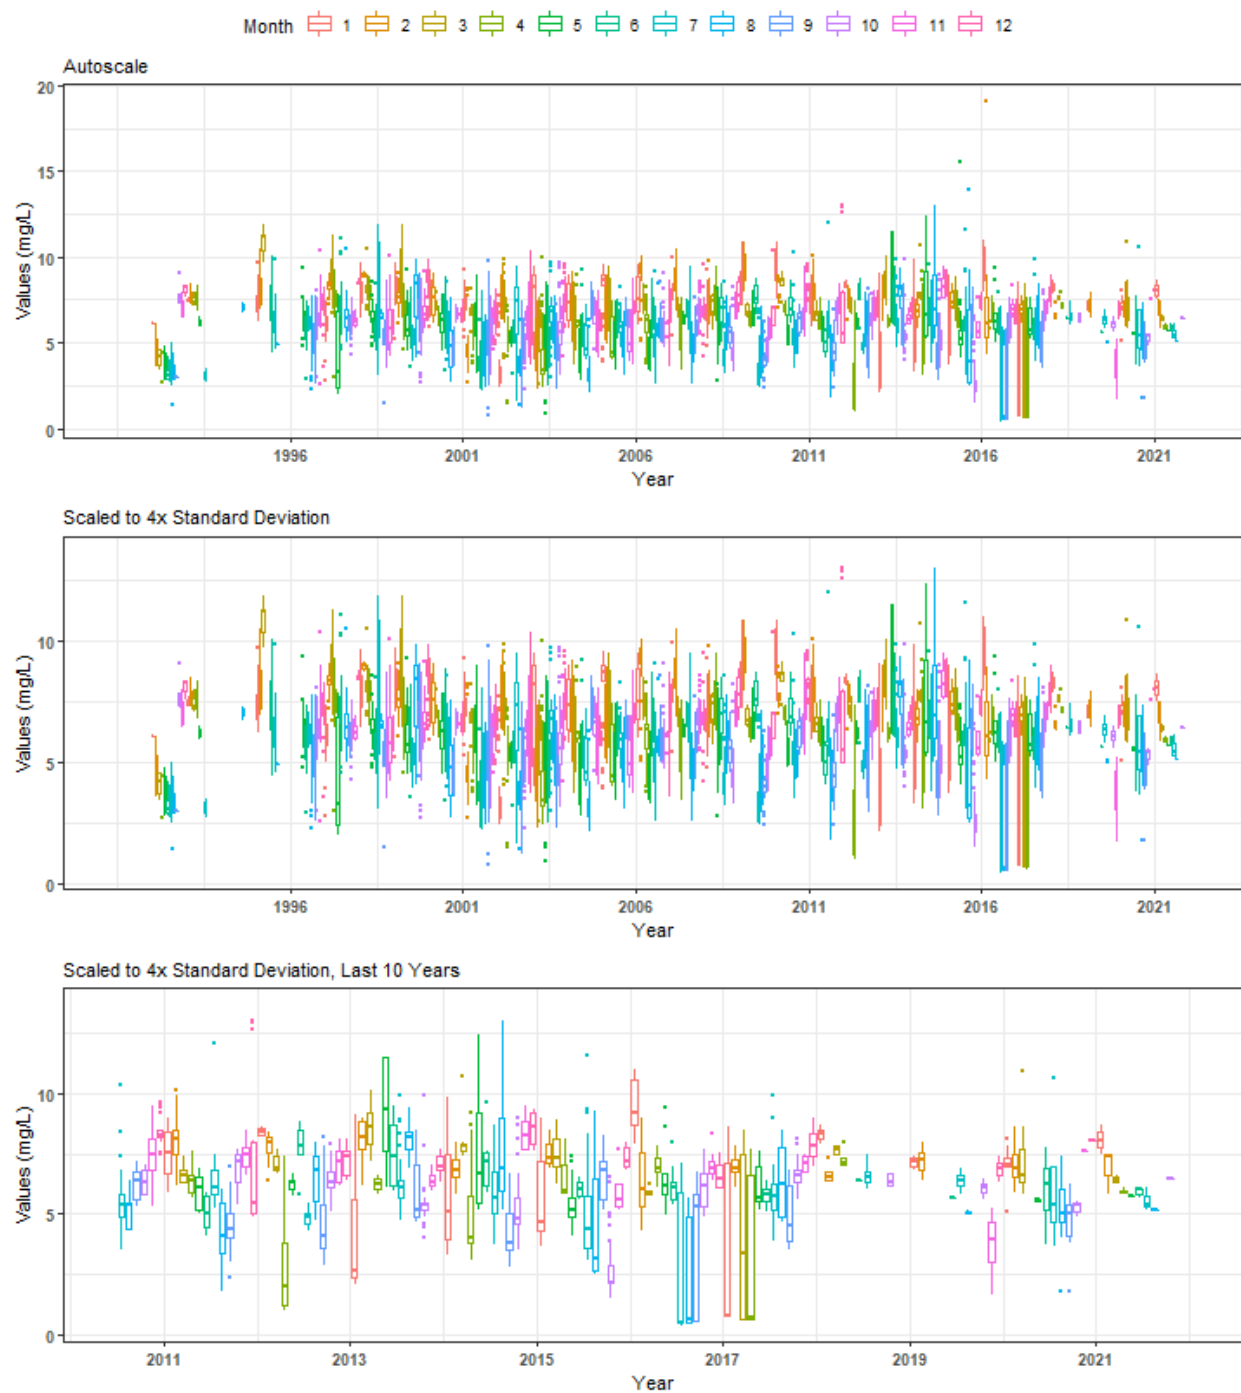 Month 1 2 3 4 5 6 7 8 9 10 11 12
Autoscale
Values (mg/L)
20
15
10
5
0
1996 2001 2006 2011 2016 2021
Year
Scaled to 4x Standard Deviation
Values (mg/L)
10
5
0
1996 2001 2006 2011 2016 2021
Year
Scaled to 4x Standard Deviation, Last 10 Years
Values (mg/L)
10
5
0
2011 2013 2015 2017 2019 2021
Year